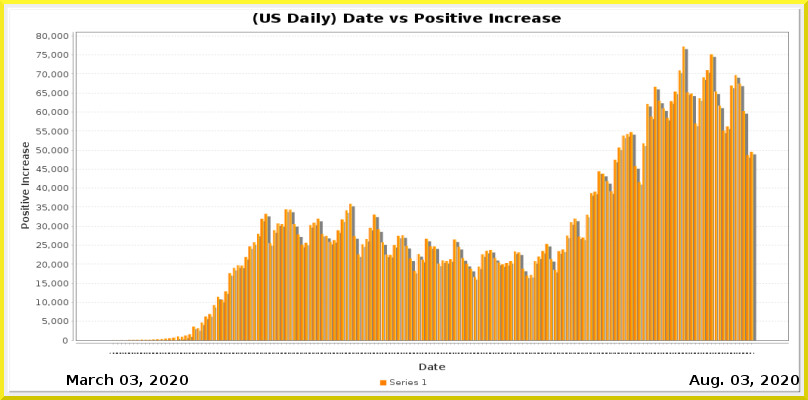 (US Daily) Date vs Positive Increase
80,000
75,000
70,000
65,000
60,000
55,000
50,000
45,000
40,000
35,000
30,000
25,000
20,000
15,000
10,000
5,000
0
Positive Increase
Date
March 03, 2020
Aug. 03, 2020
Series 1